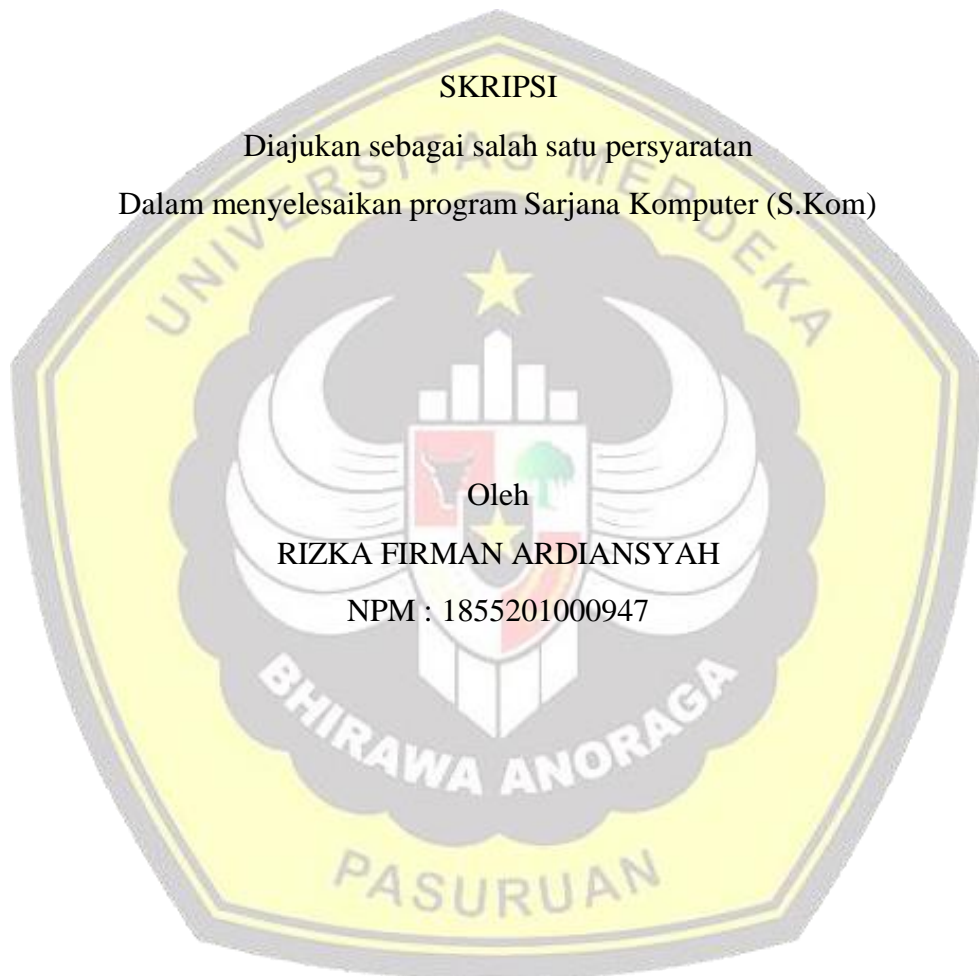 SKRIPSI
Diajukan sebagai salah satu persyaratan
Dalam menyelesaikan program Sarjana Komputer (S.Kom)
UNIVERSITAS MERDEKA
Oleh
RIZKA FIRMAN ARDIANSYAH
NPM : 1855201000947
BHIRAWA ANORAGA
PASURUAN